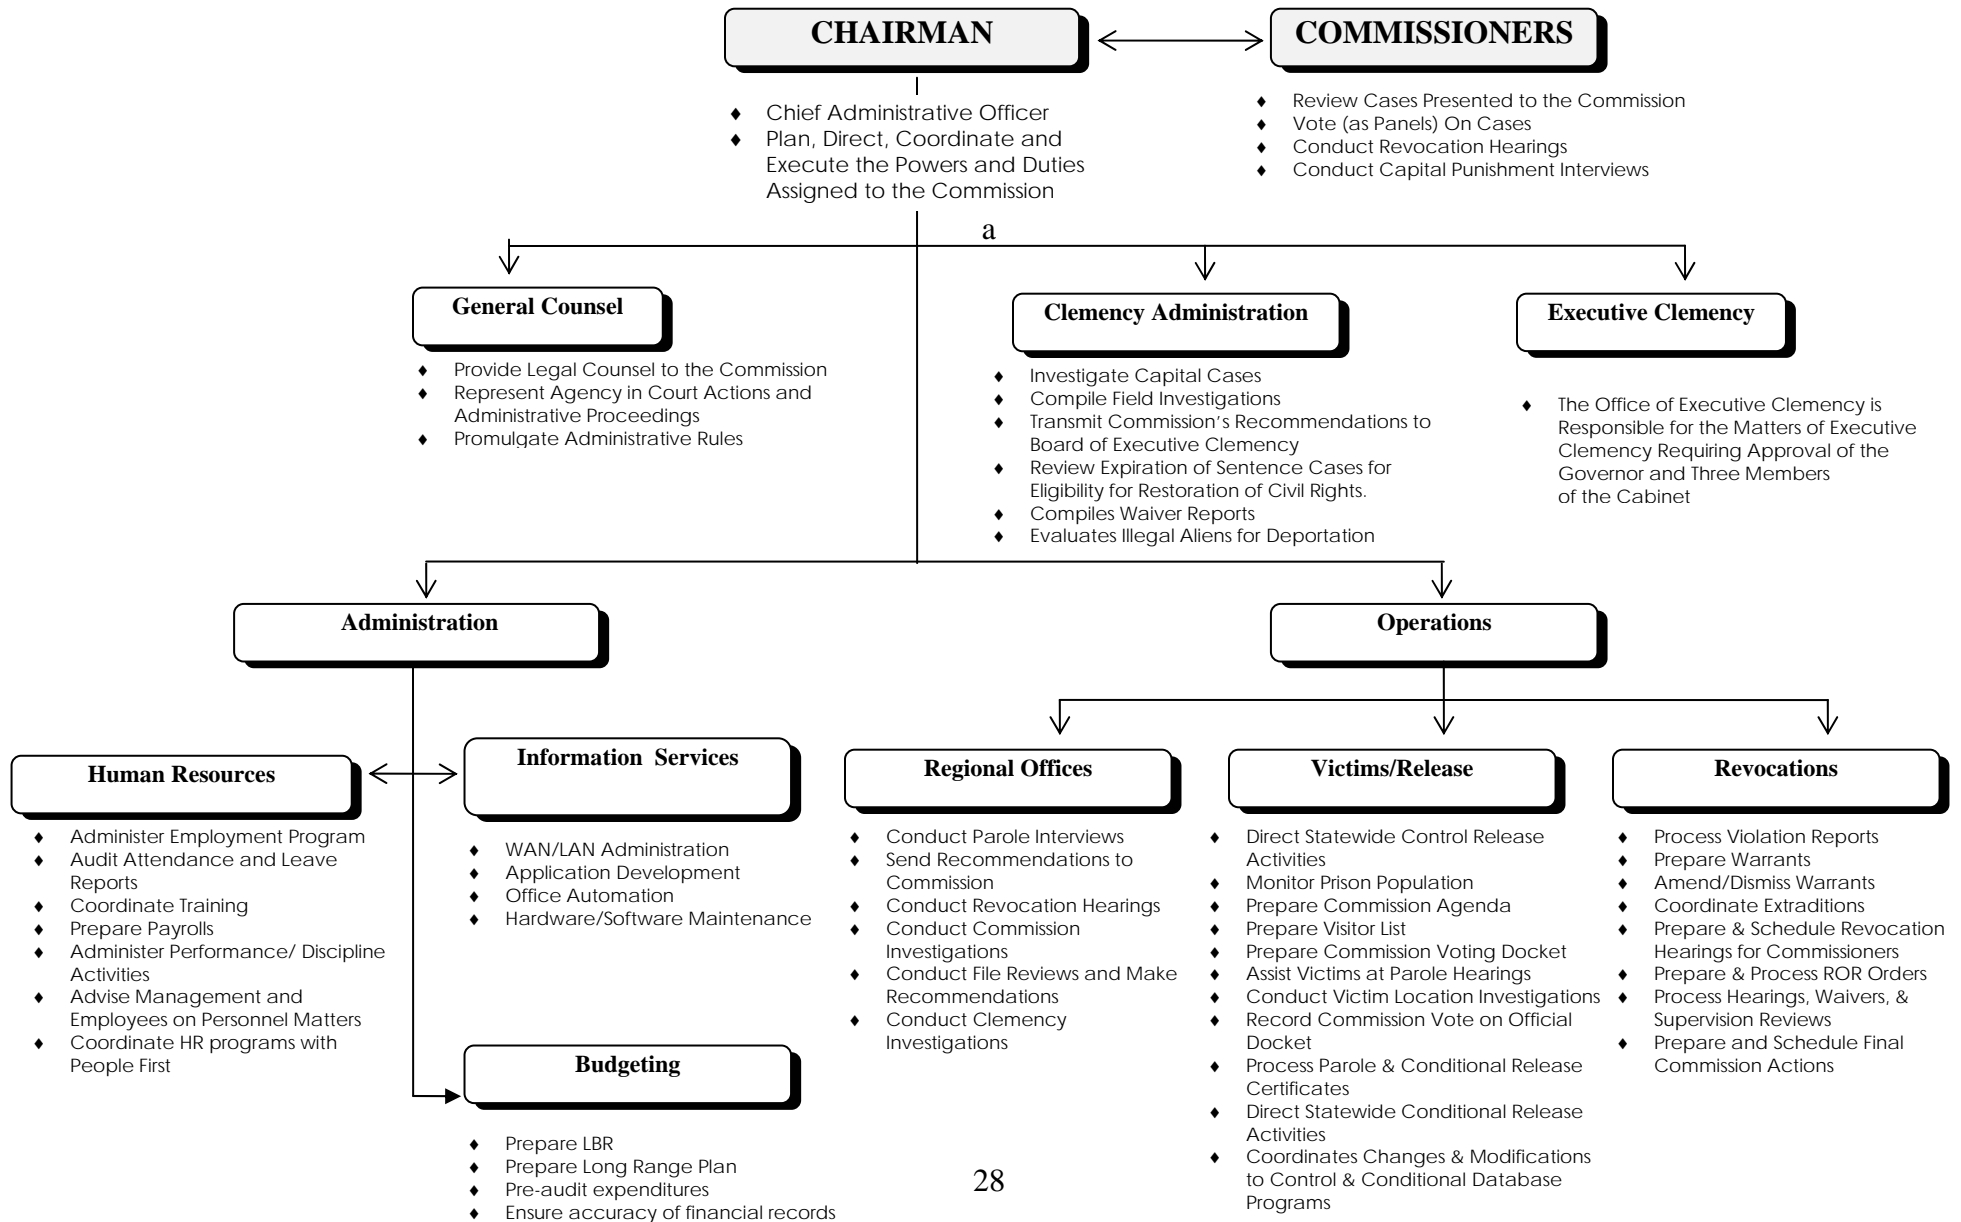 CHAIRMAN
COMMISSIONERS
♦ Chief Administrative Officer
♦ Plan, Direct, Coordinate and
Execute the Powers and Duties
Assigned to the Commission
♦ Review Cases Presented to the Commission
♦ Vote (as Panels) On Cases
♦ Conduct Revocation Hearings
♦ Conduct Capital Punishment Interviews
a
General Counsel
♦ Provide Legal Counsel to the Commission
♦ Represent Agency in Court Actions and
Administrative Proceedings
♦ Promulgate Administrative Rules
Clemency Administration
♦ Investigate Capital Cases
♦ Compile Field Investigations
♦ Transmit Commission's Recommendations to
Board of Executive Clemency
♦ Review Expiration of Sentence Cases for
Eligibility for Restoration of Civil Rights.
♦ Compiles Waiver Reports
♦ Evaluates Illegal Aliens for Deportation
Executive Clemency
♦ The Office of Executive Clemency is
Responsible for the Matters of Executive
Clemency Requiring Approval of the
Governor and Three Members
of the Cabinet
Administration
Operations
Human Resources
♦ Administer Employment Program
♦ Audit Attendance and Leave
Reports
♦ Coordinate Training
♦ Prepare Payrolls
♦ Administer Performance/ Discipline
Activities
♦ Advise Management and
Employees on Personnel Matters
♦ Coordinate HR programs with
People First
Information  Services
♦ WAN/LAN Administration
♦ Application Development
♦ Office Automation
♦ Hardware/Software Maintenance
Budgeting
♦ Prepare LBR
♦ Prepare Long Range Plan
♦ Pre-audit expenditures
♦ Ensure accuracy of financial records
Regional Offices
♦ Conduct Parole Interviews
♦ Send Recommendations to
Commission
♦ Conduct Revocation Hearings
♦ Conduct Commission
Investigations
♦ Conduct File Reviews and Make
Recommendations
♦ Conduct Clemency
Investigations
Victims/Release
♦ Direct Statewide Control Release
Activities
♦ Monitor Prison Population
♦ Prepare Commission Agenda
♦ Prepare Visitor List
♦ Prepare Commission Voting Docket
♦ Assist Victims at Parole Hearings
♦ Conduct Victim Location Investigations
♦ Record Commission Vote on Official
Docket
♦ Process Parole & Conditional Release
Certificates
♦ Direct Statewide Conditional Release
Activities
♦ Coordinates Changes & Modifications
to Control & Conditional Database
Programs
Revocations
♦ Process Violation Reports
♦ Prepare Warrants
♦ Amend/Dismiss Warrants
♦ Coordinate Extraditions
♦ Prepare & Schedule Revocation
Hearings for Commissioners
♦ Prepare & Process ROR Orders
♦ Process Hearings, Waivers, &
Supervision Reviews
♦ Prepare and Schedule Final
Commission Actions
28